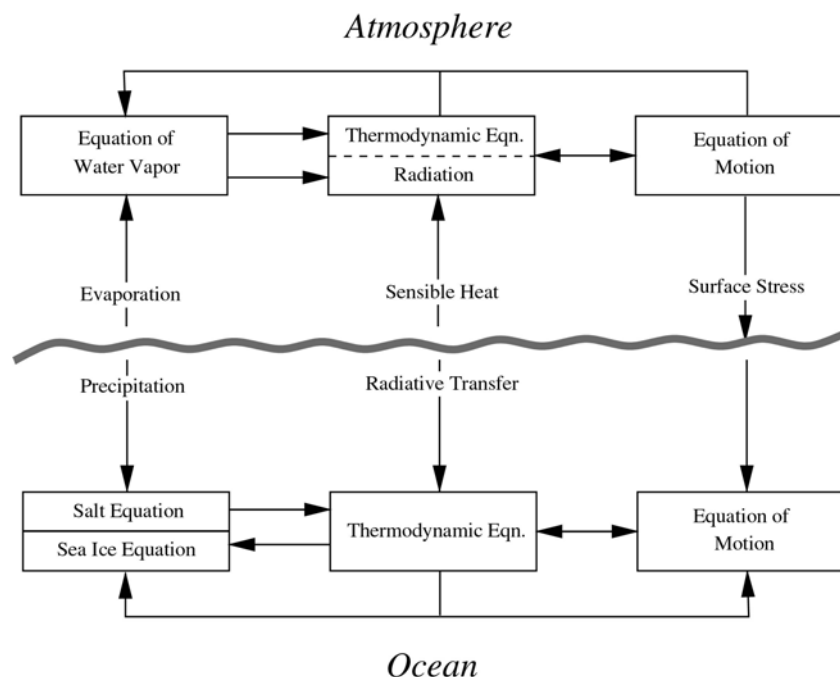 Atmosphere
Equation of
Water Vapor
Thermodynamic Eqn.
Radiation
Equation of
Motion
Evaporation
Sensible Heat
Surface Stress
Precipitation
Radiative Transfer
Salt Equation
Sea Ice Equation
Thermodynamic Eqn.
Equation of
Motion
Ocean